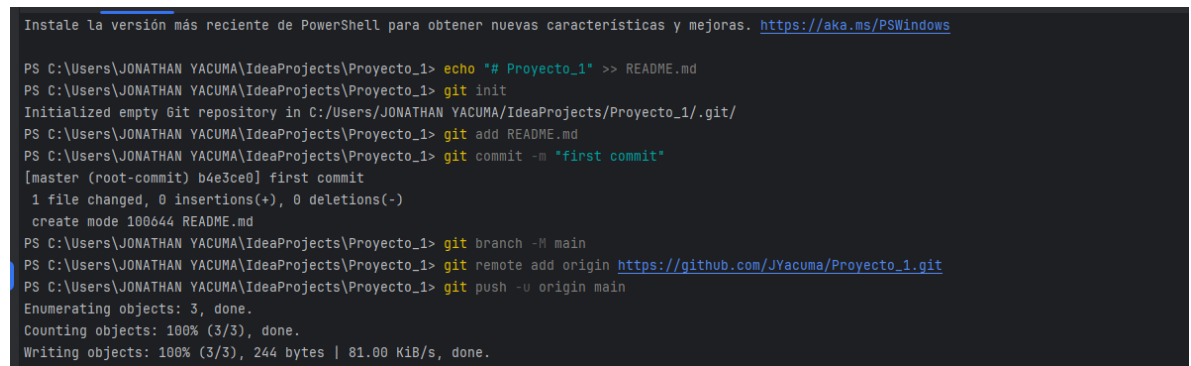 Instale la versión más reciente de PowerShell para obtener nuevas características y mejoras. https://aka.ms/PSWindows
PS C:\Users\JONATHAN YACUMA\IdeaProjects\Proyecto_1> echo "# Proyecto_1" >> README.md
PS C:\Users\JONATHAN YACUMA\IdeaProjects\Proyecto_1> git init
Initialized empty Git repository in C:/Users/JONATHAN YACUMA/IdeaProjects/Proyecto_1/.git/
PS C:\Users\JONATHAN YACUMA\IdeaProjects\Proyecto_1> git add README.md
PS C:\Users\JONATHAN YACUMA\IdeaProjects\Proyecto_1> git commit -m "first commit"
[master (root-commit) b4e3ce0] first commit
 1 file changed, 0 insertions(+), 0 deletions(-)
 create mode 100644 README.md
PS C:\Users\JONATHAN YACUMA\IdeaProjects\Proyecto_1> git branch -M main
PS C:\Users\JONATHAN YACUMA\IdeaProjects\Proyecto_1> git remote add origin https://github.com/JYacuma/Proyecto_1.git
PS C:\Users\JONATHAN YACUMA\IdeaProjects\Proyecto_1> git push -u origin main
Enumerating objects: 3, done.
Counting objects: 100% (3/3), done.
Writing objects: 100% (3/3), 244 bytes | 81.00 KiB/s, done.